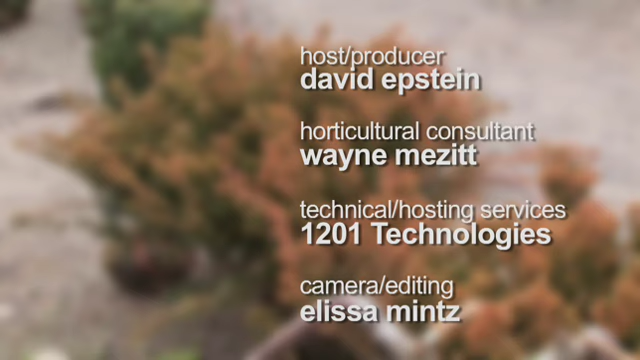 host/producer
david epstein
horticultural consultant
wayne mezitt
technical/hosting services
1201 Technologies
camera/editing
elissa mintz